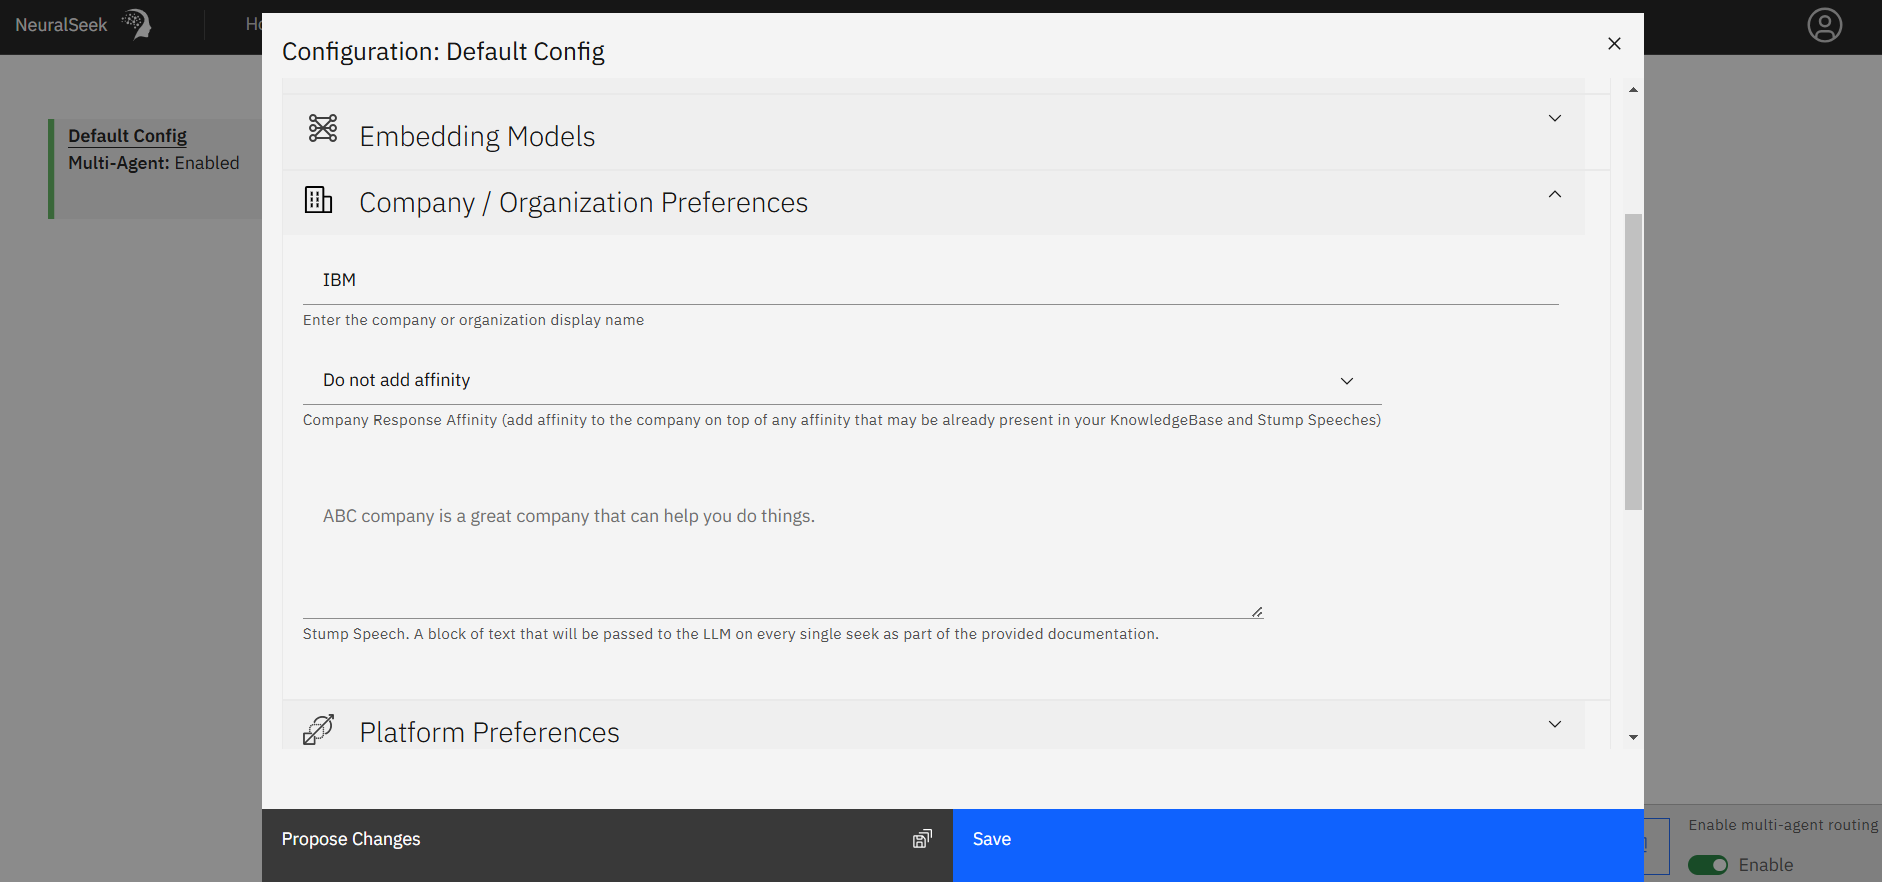 NeuralSeek
Configuration: Default Config
Default Config
Multi-Agent: Enabled
Embedding Models
Company / Organization Preferences
IBM
Enter the company or organization display name
Do not add affinity
Company Response Affinity (add affinity to the company on top of any affinity that may be already present in your KnowledgeBase and Stump Speeches)
ABC company is a great company that can help you do things.
Stump Speech. A block of text that will be passed to the LLM on every single seek as part of the provided documentation.
Platform Preferences
Propose Changes
Save
Enable multi-agent routing
Enable